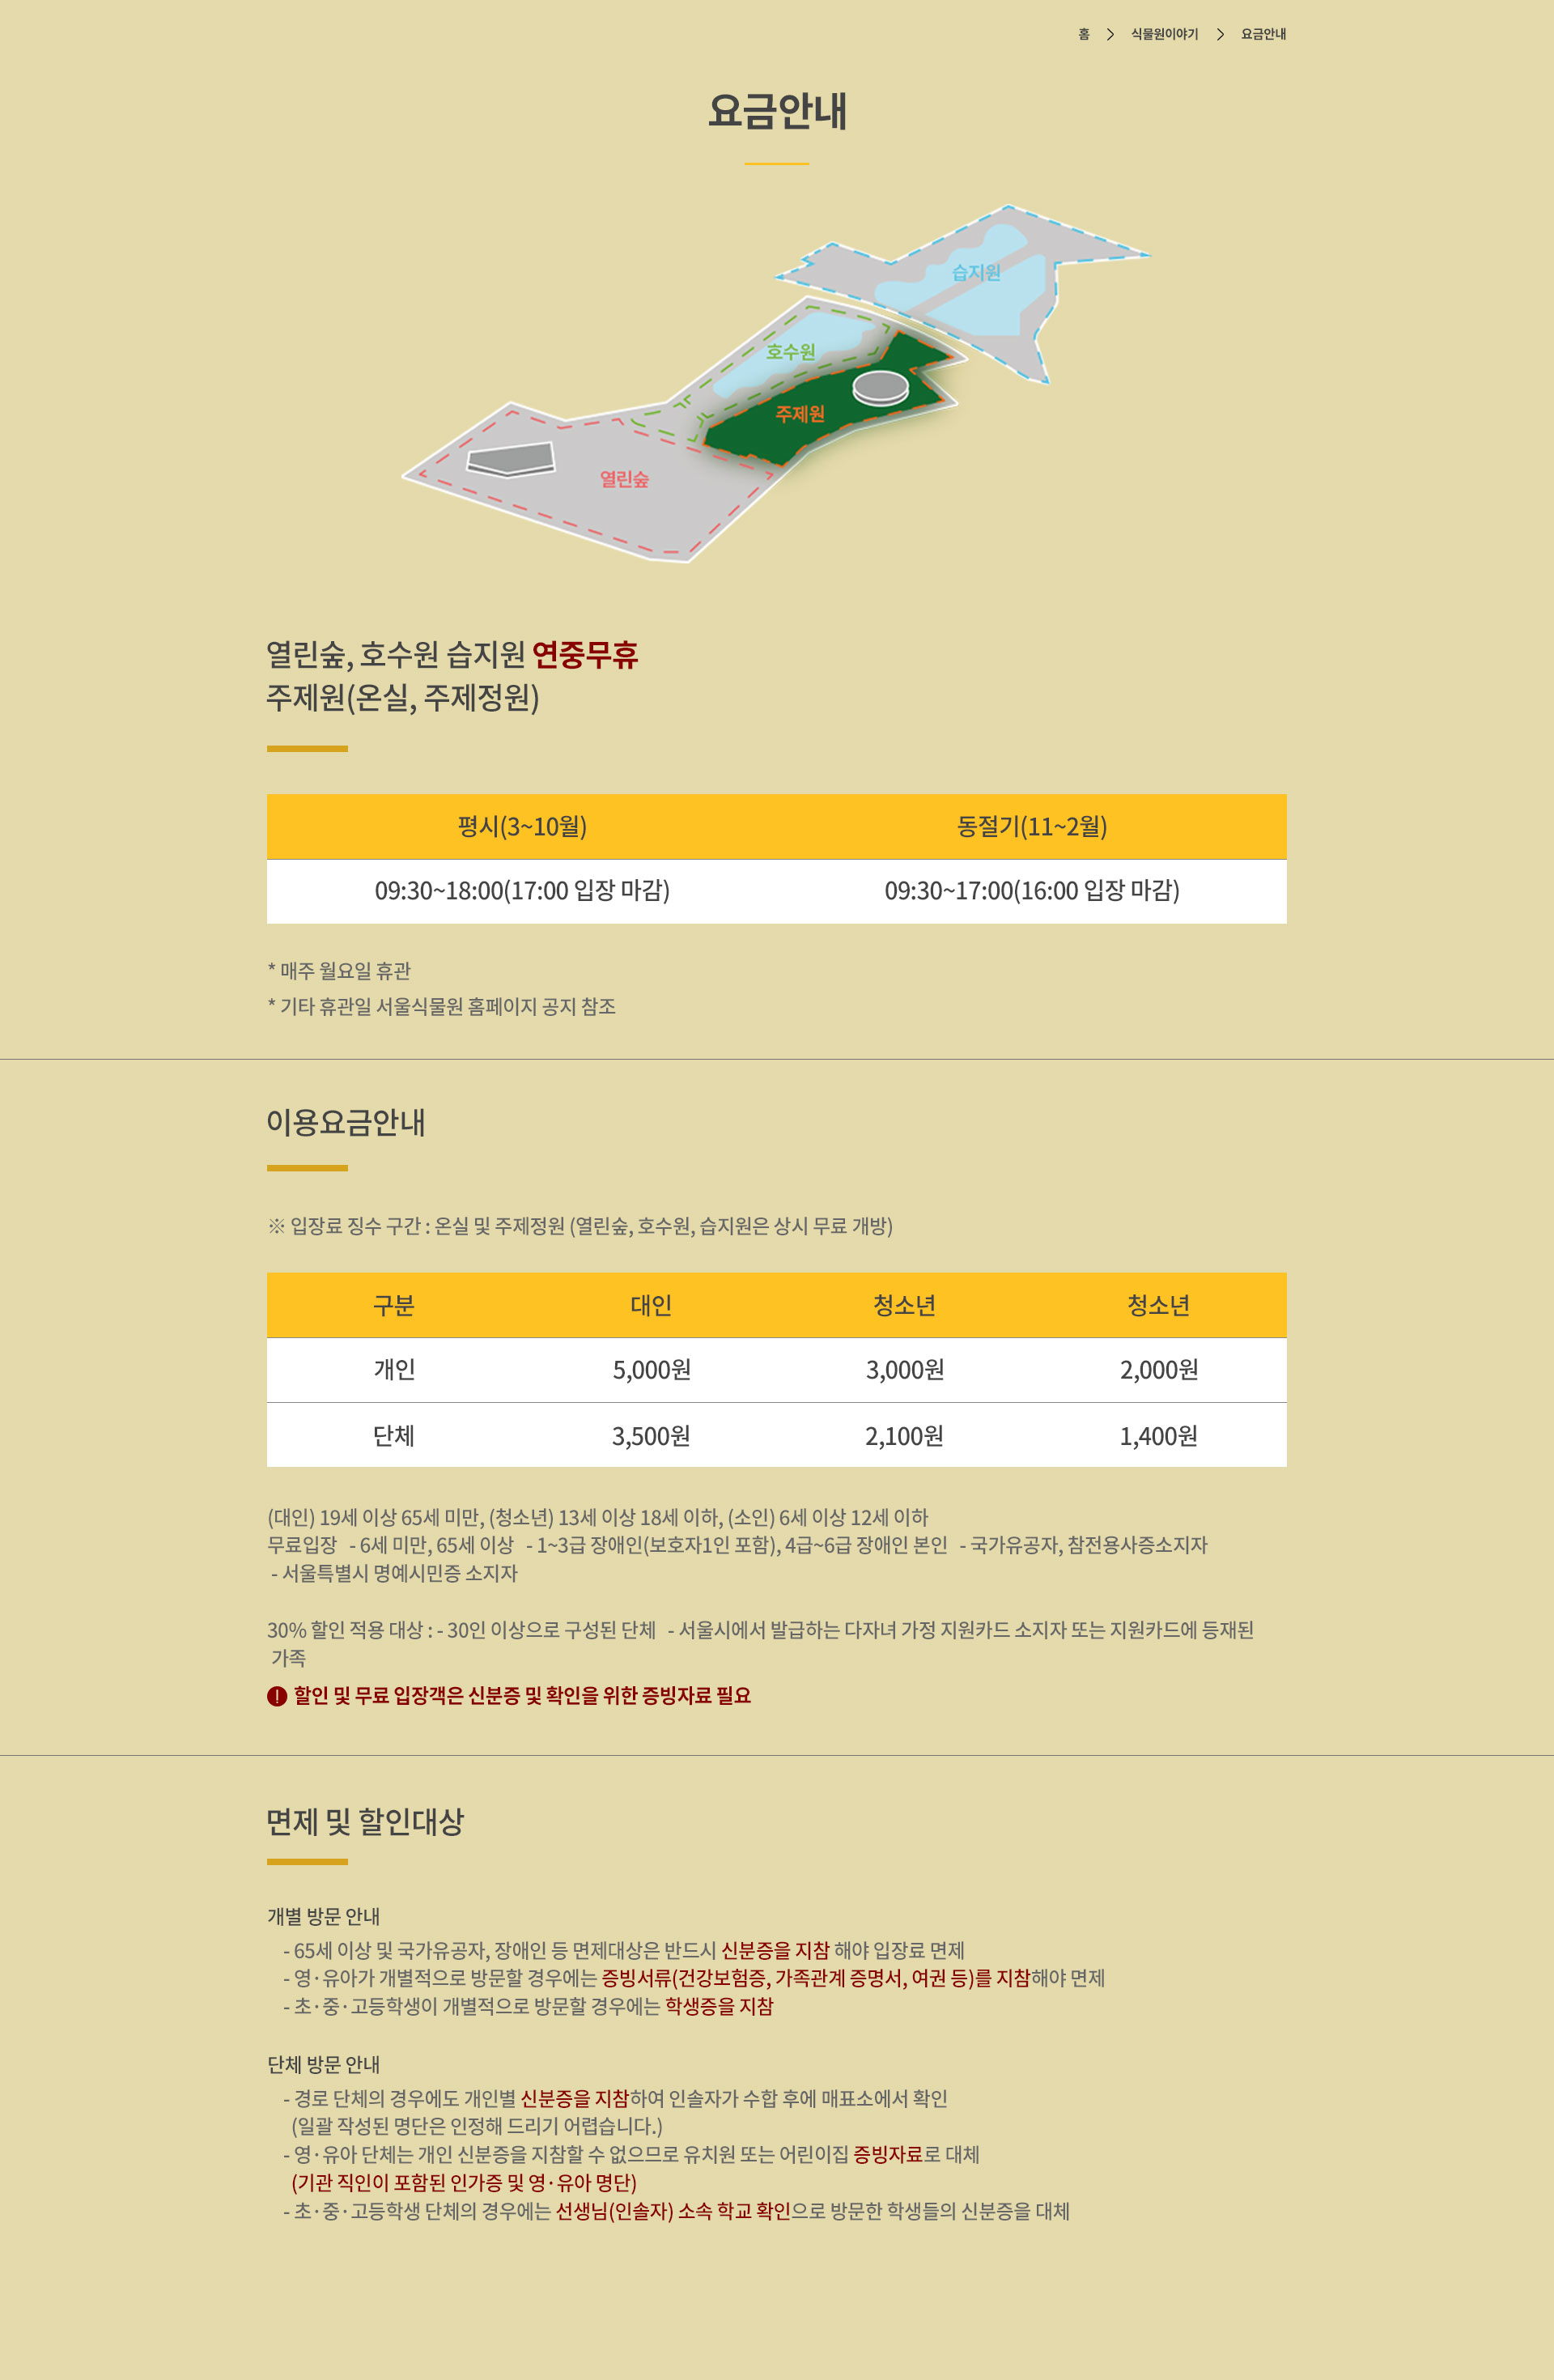 홈 > 식물원이야기 > 요금안내
요금안내
습지원
호수원
주제원
열린숲
열린숲, 호수원 습지원 연중무휴
주제원(온실, 주제정원)
평시(3~10월) 동절기(11~2월)
09:30~18:00(17:00 입장 마감) 09:30~17:00(16:00 입장 마감)
* 매주 월요일 휴관
* 기타 휴관일 서울식물원 홈페이지 공지 참조
이용요금안내
※ 입장료 징수 구간 : 온실 및 주제정원 (열린숲, 호수원, 습지원은 상시 무료 개방)
구분 대인 청소년 청소년
개인 5,000원 3,000원 2,000원
단체 3,500원 2,100원 1,400원
(대인) 19세 이상 65세 미만, (청소년) 13세 이상 18세 이하, (소인) 6세 이상 12세 이하
무료입장 - 6세 미만, 65세 이상 - 1~3급 장애인(보호자1인 포함), 4급~6급 장애인 본인 - 국가유공자, 참전용사증소지자
- 서울특별시 명예시민증 소지자
30% 할인 적용 대상 : - 30인 이상으로 구성된 단체 - 서울시에서 발급하는 다자녀 가정 지원카드 소지자 또는 지원카드에 등재된
가족
! 할인 및 무료 입장객은 신분증 및 확인을 위한 증빙자료 필요
면제 및 할인대상
개별 방문 안내
- 65세 이상 및 국가유공자, 장애인 등 면제대상은 반드시 신분증을 지참 해야 입장료 면제
- 영·유아가 개별적으로 방문할 경우에는 증빙서류(건강보험증, 가족관계 증명서, 여권 등)를 지참해야 면제
- 초·중·고등학생이 개별적으로 방문할 경우에는 학생증을 지참
단체 방문 안내
- 경로 단체의 경우에도 개인별 신분증을 지참하여 인솔자가 수합 후에 매표소에서 확인
(일괄 작성된 명단은 인정해 드리기 어렵습니다.)
- 영·유아 단체는 개인 신분증을 지참할 수 없으므로 유치원 또는 어린이집 증빙자료로 대체
(기관 직인이 포함된 인가증 및 영·유아 명단)
- 초·중·고등학생 단체의 경우에는 선생님(인솔자) 소속 학교 확인으로 방문한 학생들의 신분증을 대체